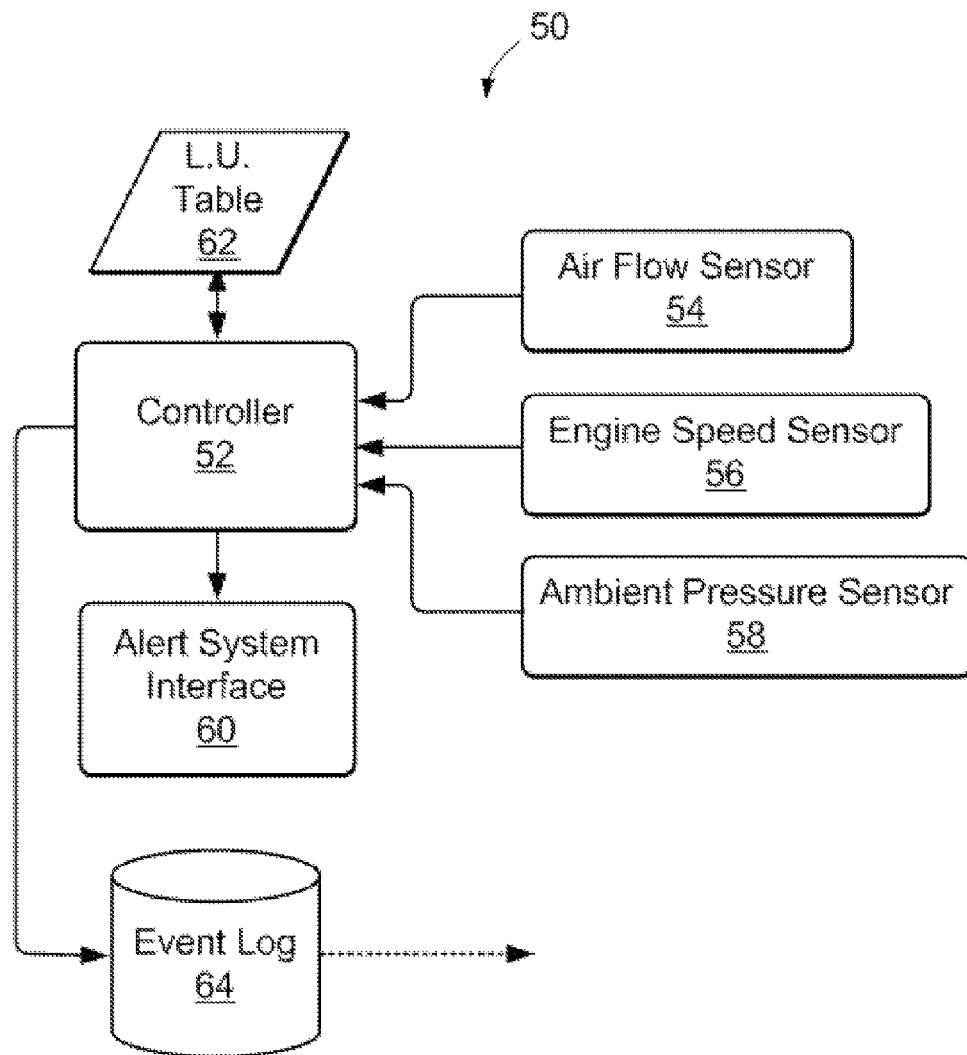 50
L.U.
Table
62
Air Flow Sensor
54
Controller
52
Engine Speed Sensor
56
Ambient Pressure Sensor
58
Alert System
Interface
60
Event Log
64